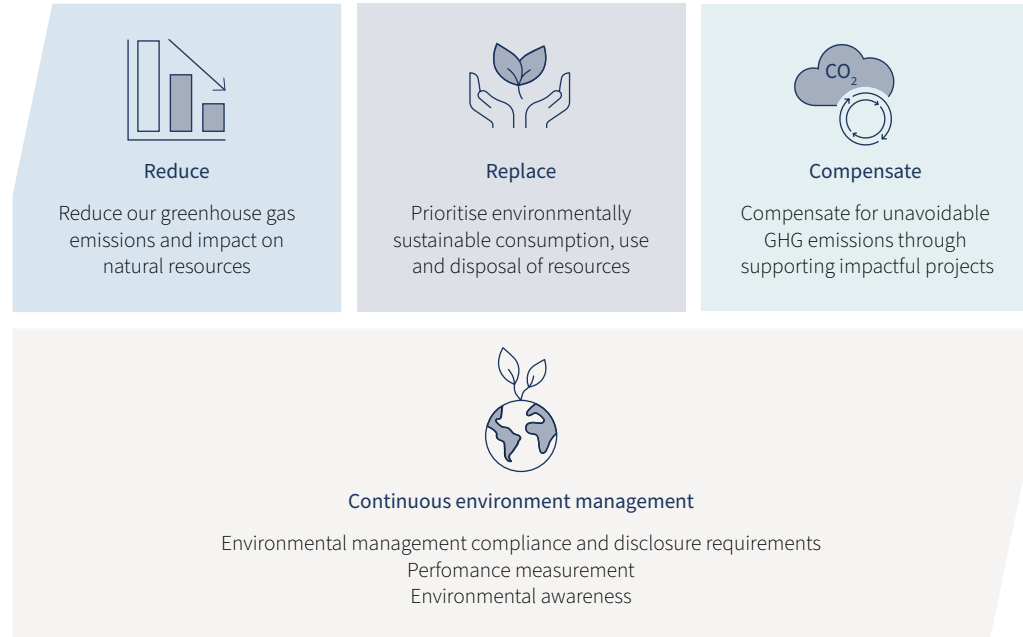 Reduce
Reduce our greenhouse gas
emissions and impact on
natural resources
Replace
Prioritise environmentally
sustainable consumption, use
and disposal of resources
CO₂
Compensate
Compensate for unavoidable
GHG emissions through
supporting impactful projects
Continuous environment management
Environmental management compliance and disclosure requirements
Perfomance measurement
Environmental awareness